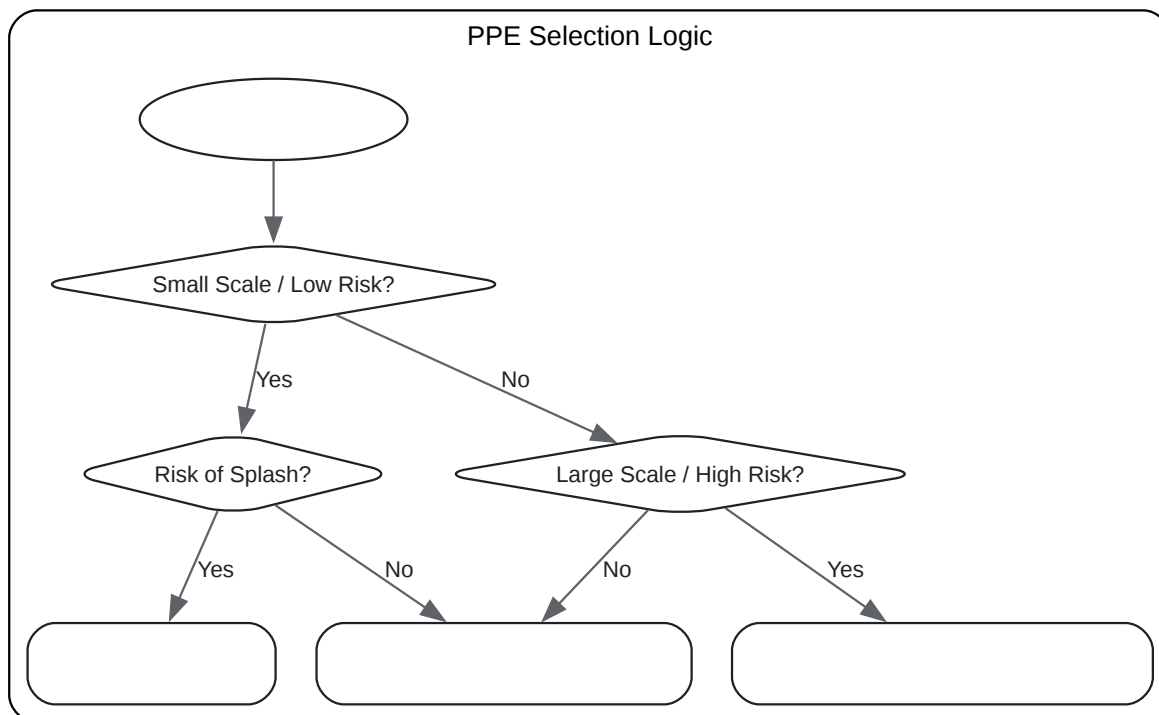 PPE Selection Logic
Small Scale / Low Risk?
Yes
No
Risk of Splash?
Large Scale / High Risk?
Yes
No
No
Yes